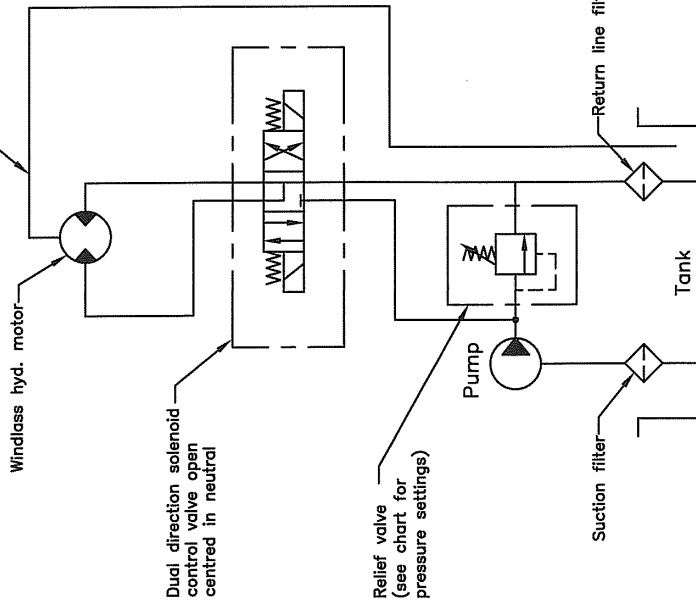 Windlass hyd. motor
Dual direction solenoid
control valve open
centred in neutral
Relief valve
(see chart for
pressure settings)
Pump
Suction filter
Return line
Tank